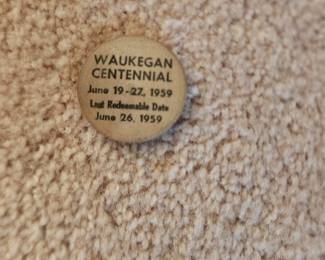 WAUKEGAN
CENTENNIAL
June 19-27, 1959
Last Redeemable Date
June 26, 1959